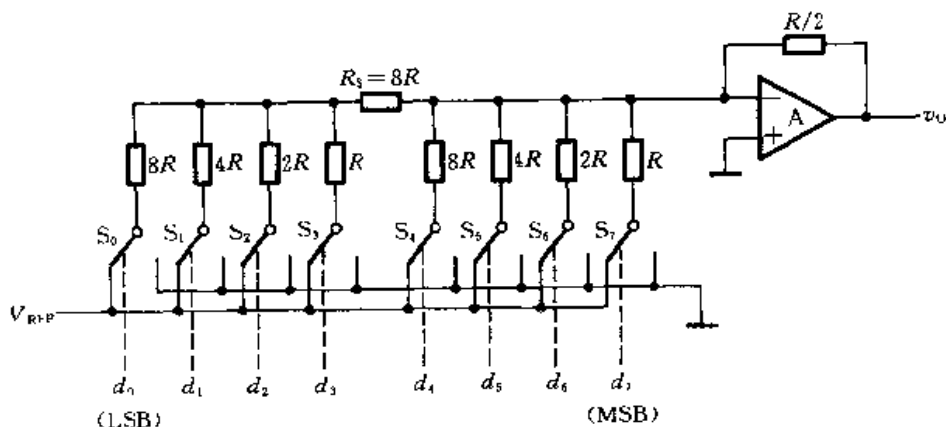 R/2
R₈=8R
A
v_O
8R 4R 2R R 8R 4R 2R R
S₀ S₁ S₂ S₃ S₄ S₅ S₆ S₇
V_REF
d₀ d₁ d₂ d₃ d₄ d₅ d₆ d₇
(LSB) (MSB)